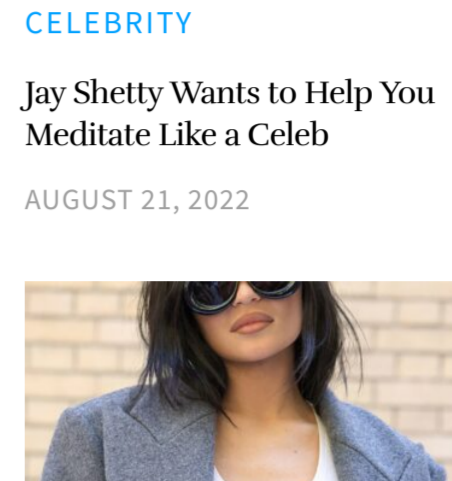 CELEBRITY
Jay Shetty Wants to Help You
Meditate Like a Celeb
AUGUST 21, 2022